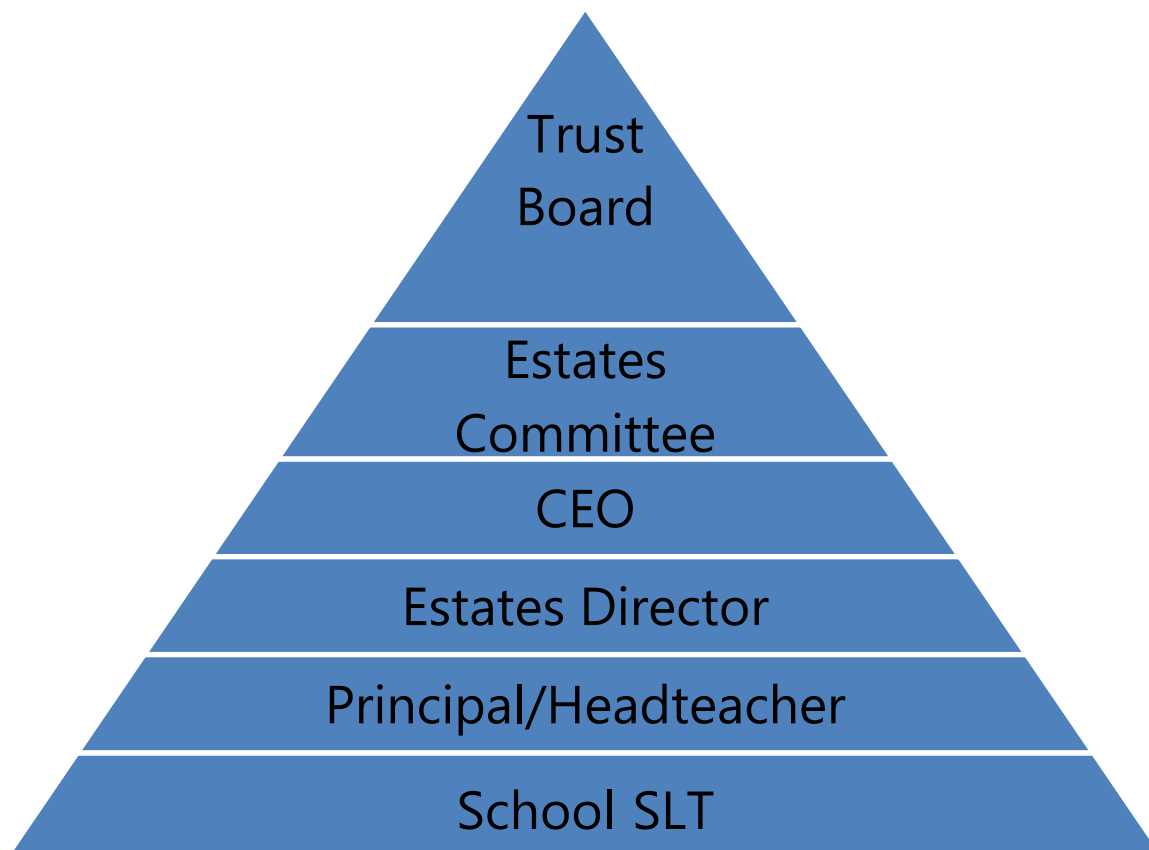 Trust
Board
Estates
Committee
CEO
Estates Director
Principal/Headteacher
School SLT